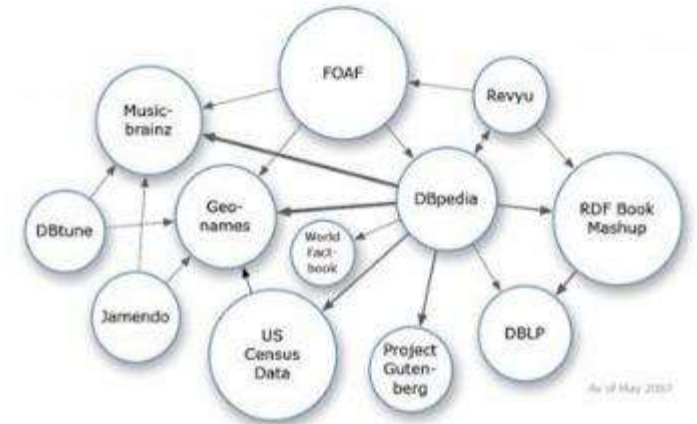 FOAF
Revyu
Music-
brainz
DBpedia
RDF Book
Mashup
DBtune
Geo-
names
World
Fact-
book
Jamendo
US
Census
Data
Project
Guten-
berg
DBLP
As of May 2007